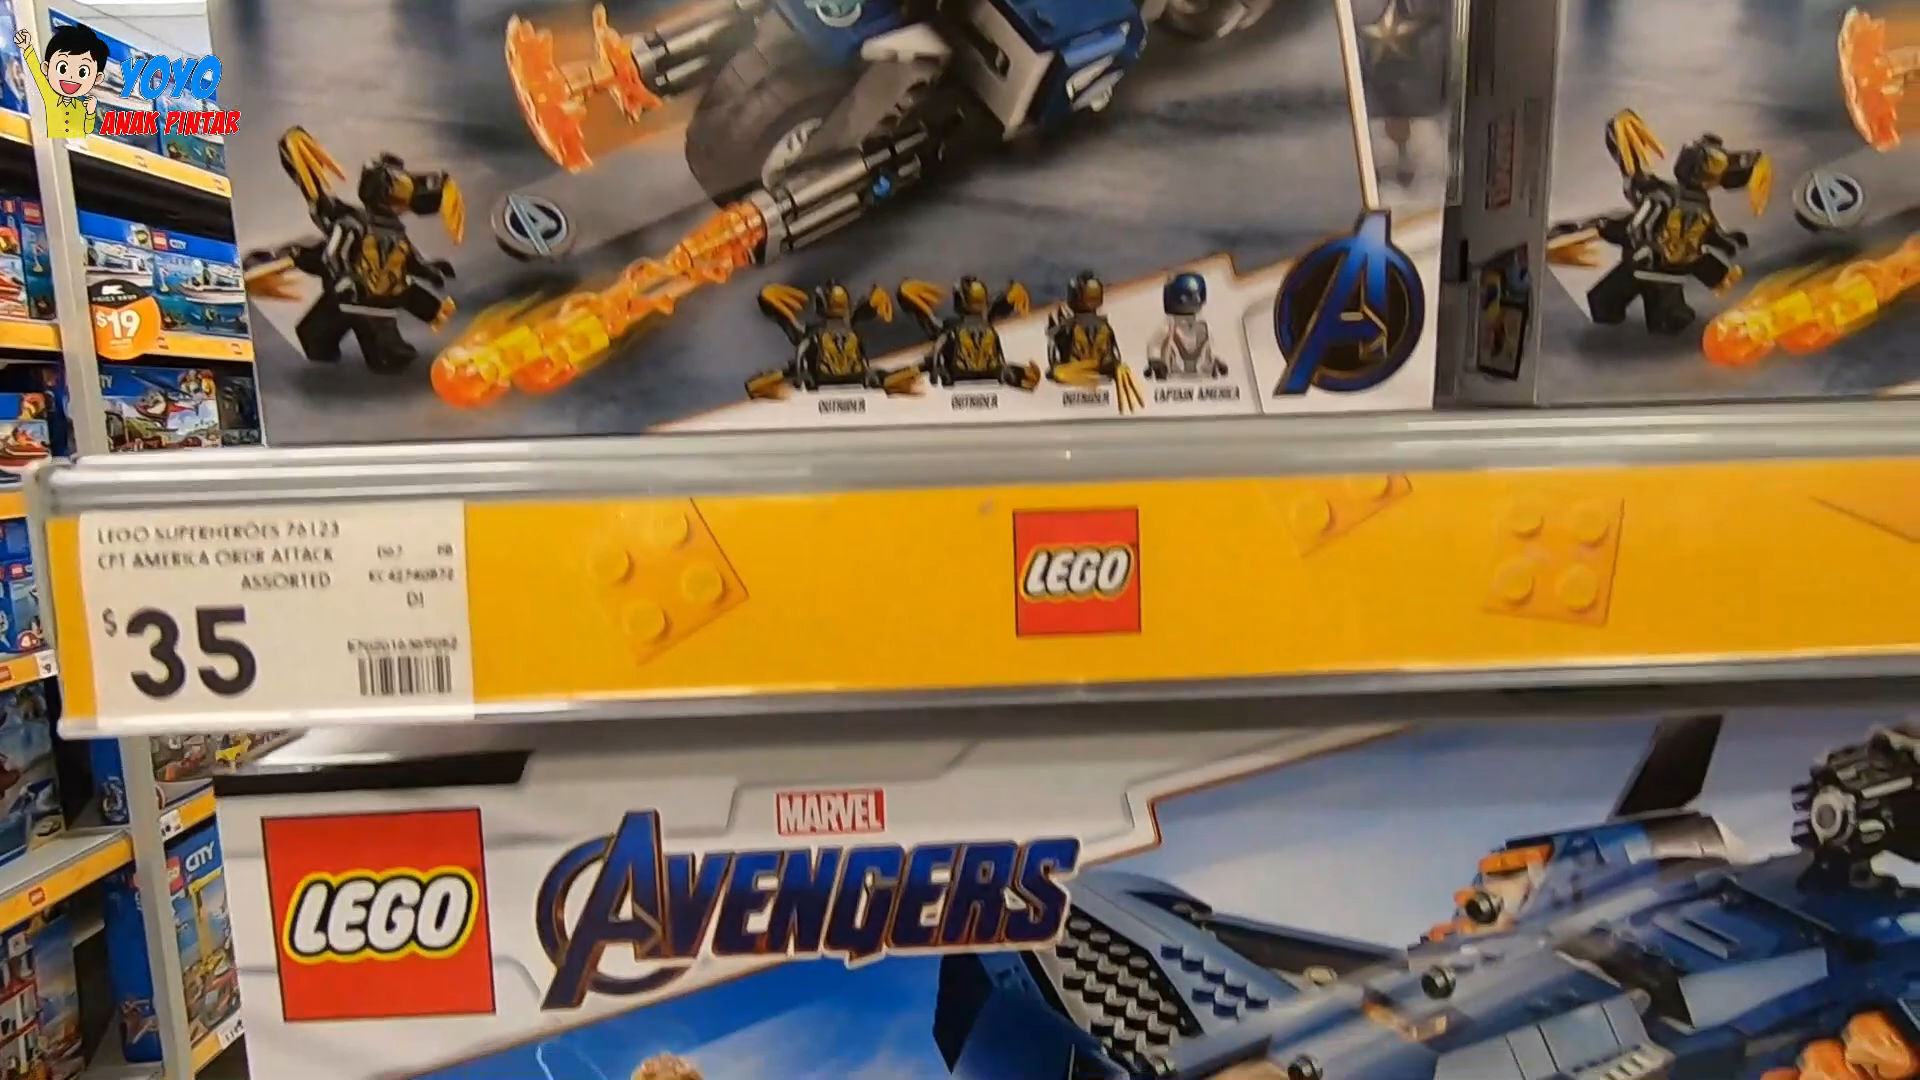 YOYO
ANAK PINTAR
OUTRIDER
OUTRIDER
OUTRIDER
CAPTAIN AMERICA
CITY
$19
LEGO SUPERHEROES 76123
CPT AMERICA ORDR ATTACK
ASSORTED
$35
LEGO
MARVEL
LEGO
AVENGERS
CITY